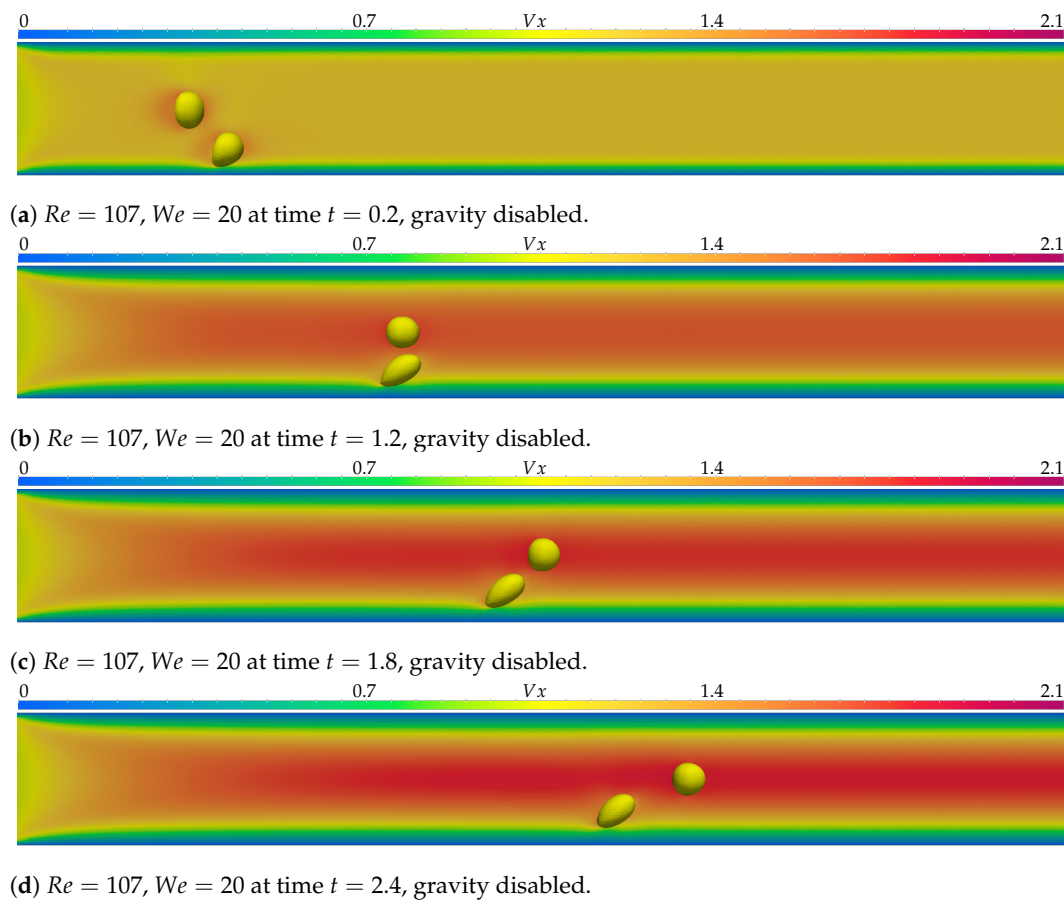 0 0.7 Vx 1.4 2.1
(a) Re = 107, We = 20 at time t = 0.2, gravity disabled.
0 0.7 Vx 1.4 2.1
(b) Re = 107, We = 20 at time t = 1.2, gravity disabled.
0 0.7 Vx 1.4 2.1
(c) Re = 107, We = 20 at time t = 1.8, gravity disabled.
0 0.7 Vx 1.4 2.1
(d) Re = 107, We = 20 at time t = 2.4, gravity disabled.